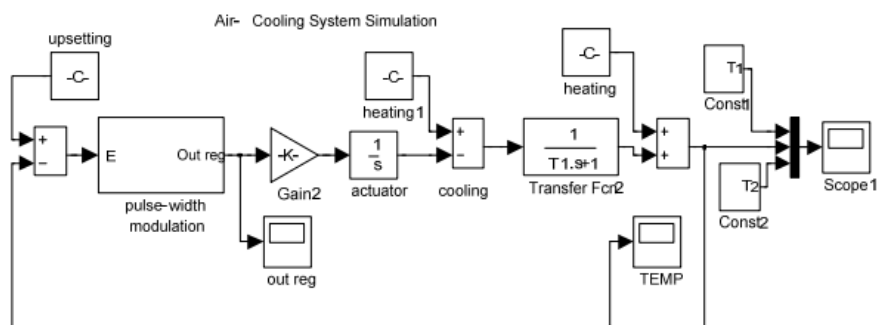 Air- Cooling System Simulation
upsetting
-C-
+
−
E
Out reg
pulse-width
modulation
-K-
Gain2
out reg
1
s
actuator
-C-
heating1
+
−
cooling
1
T1.s+1
Transfer Fcn2
-C-
heating
+
+
TEMP
T1
Const1
T2
Const2
Scope1